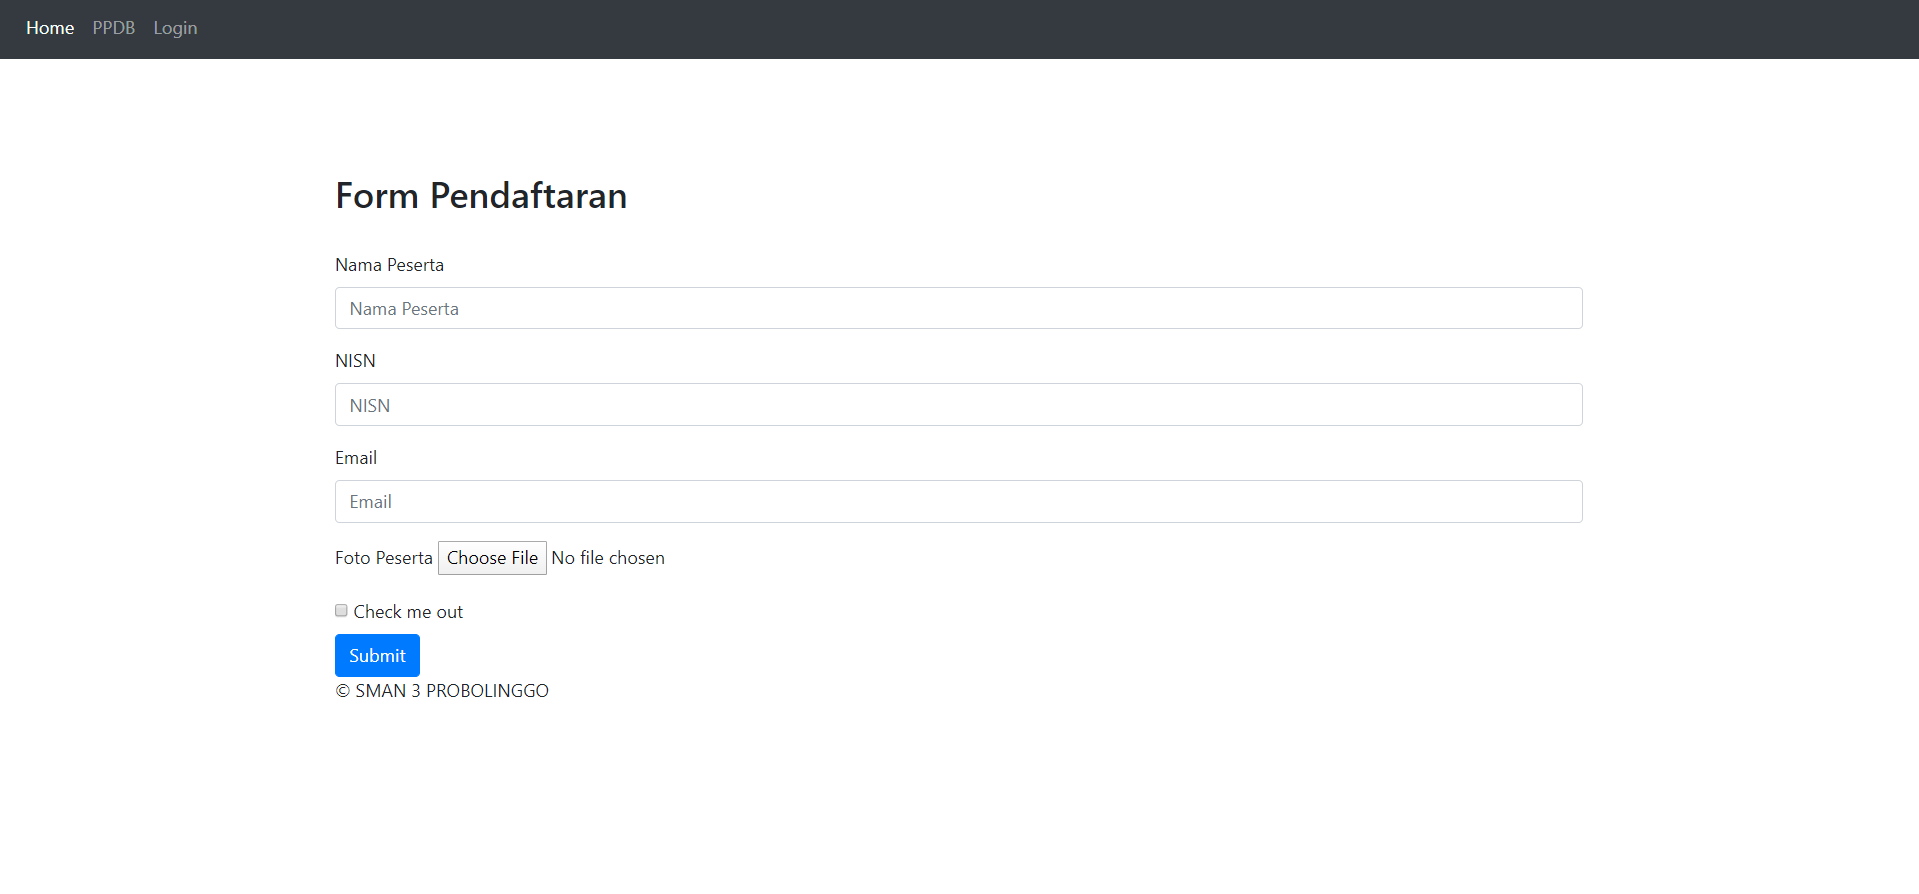 Home PPDB Login
Form Pendaftaran
Nama Peserta
Nama Peserta
NISN
NISN
Email
Email
Foto Peserta Choose File No file chosen
Check me out
Submit
© SMAN 3 PROBOLINGGO